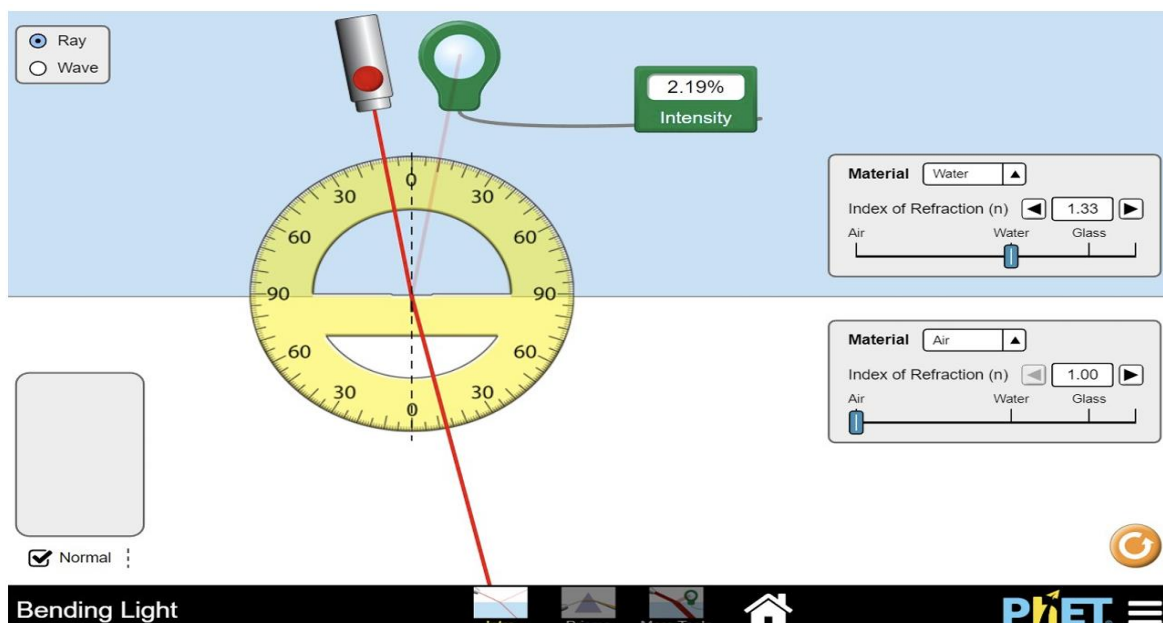 Ray
Wave
2.19%
Intensity
Material Water
Index of Refraction (n) 1.33
Air Water Glass
0
30 30
60 60
90 90
60 60
30 30
0
Material Air
Index of Refraction (n) 1.00
Air Water Glass
Normal
Bending Light
PhET